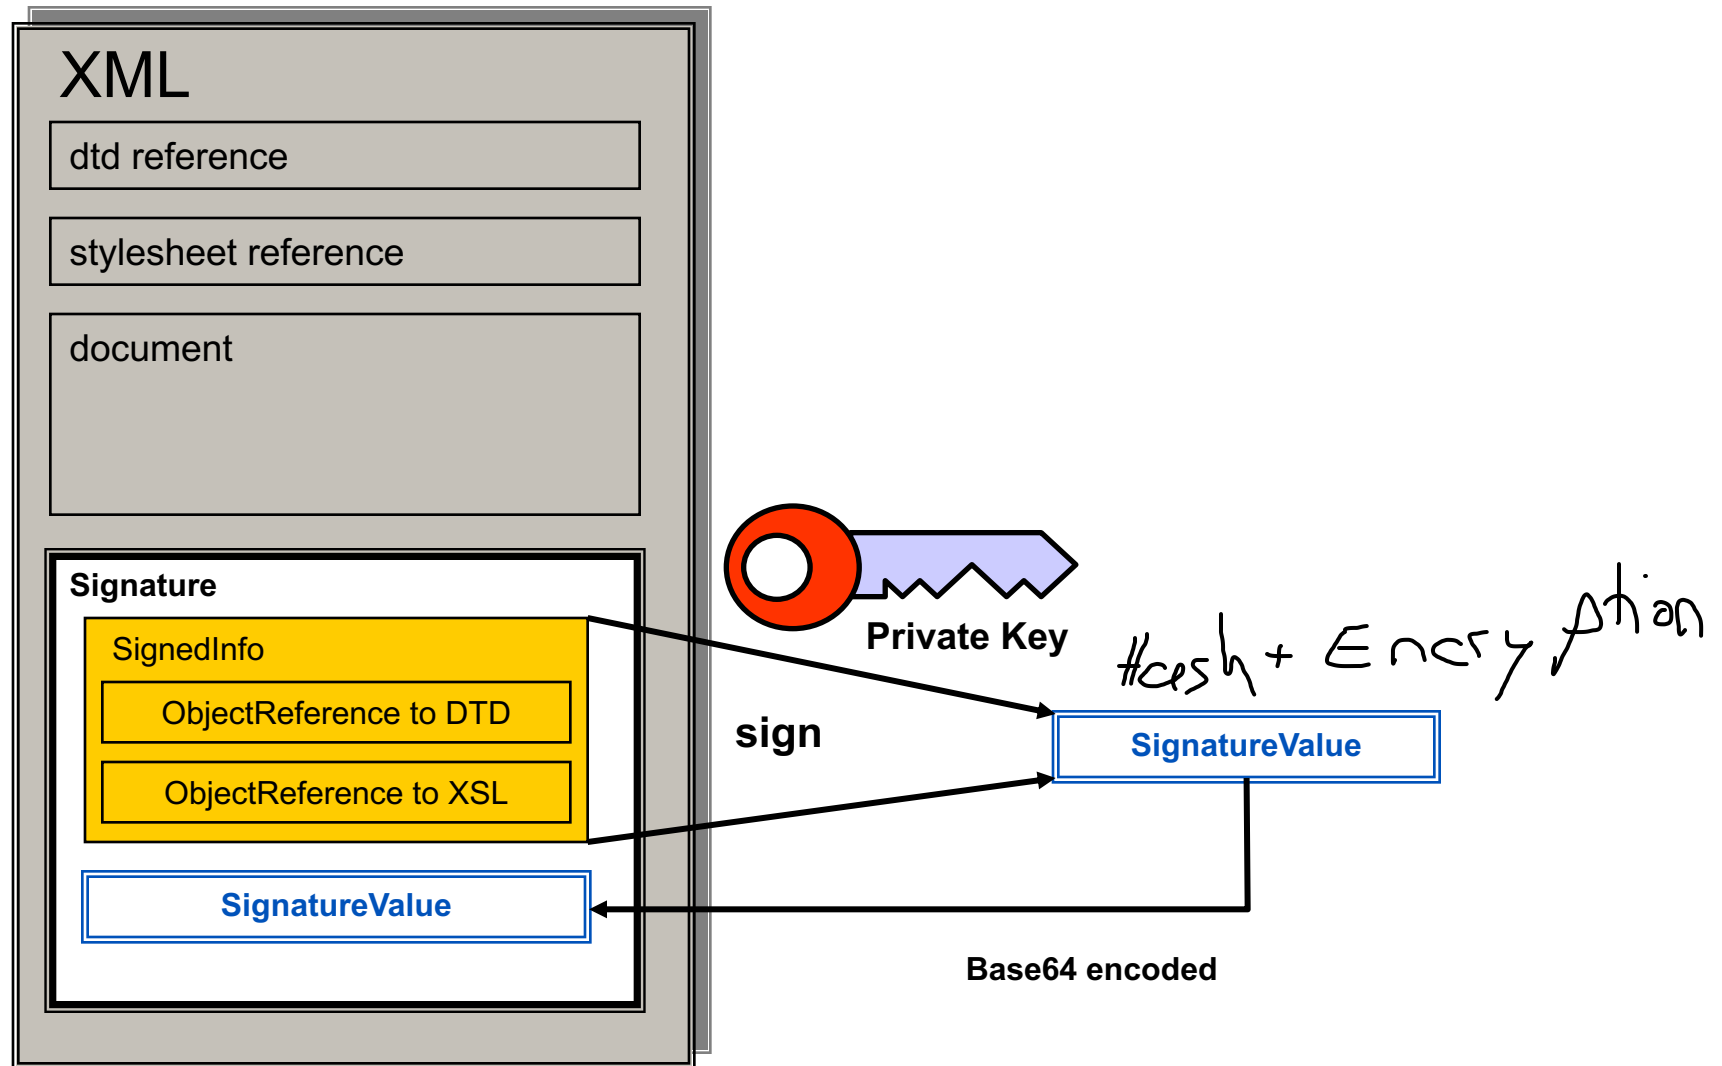 XML
dtd reference
stylesheet reference
document
Signature
SignedInfo
ObjectReference to DTD
ObjectReference to XSL
SignatureValue
Private Key
sign
Hash + Encryption
SignatureValue
Base64 encoded